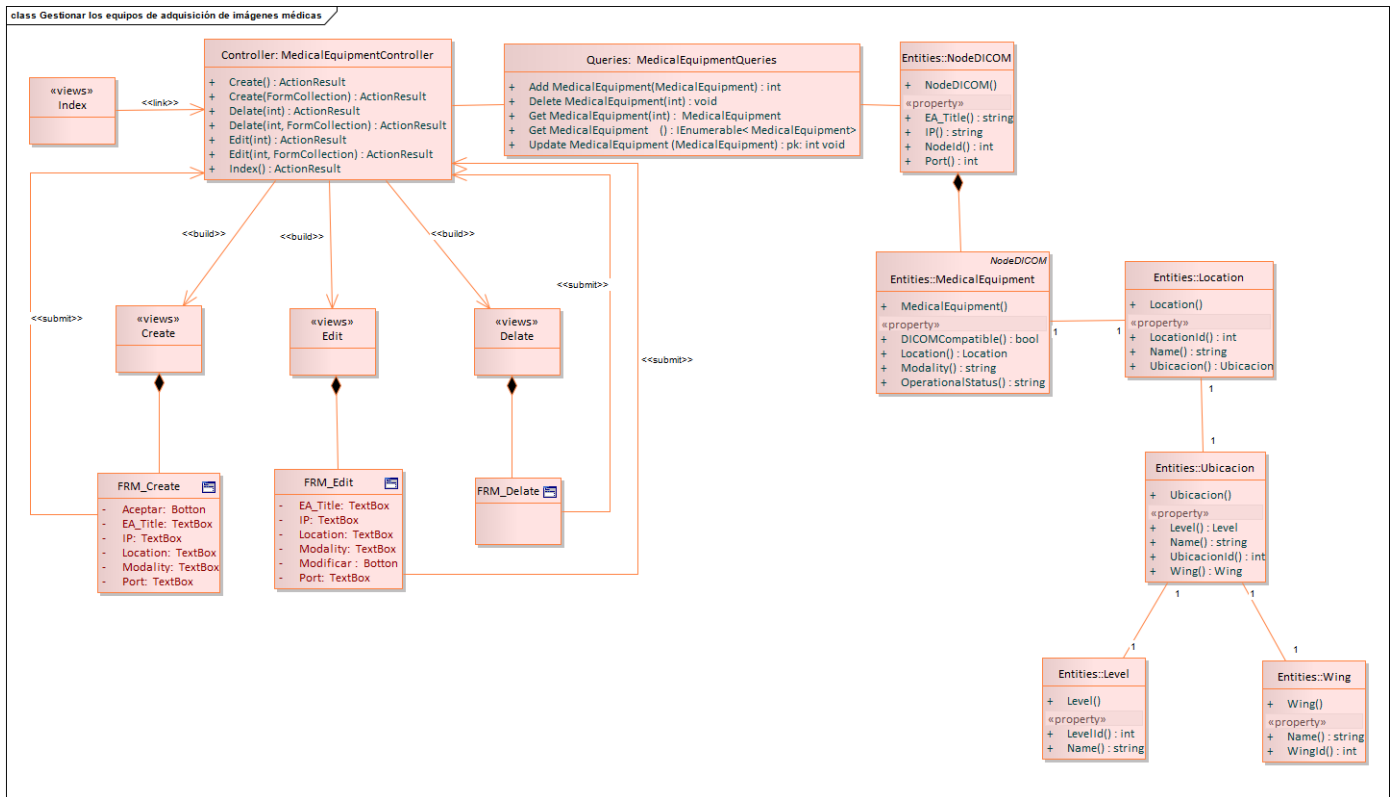 class Gestionar los equipos de adquisición de imágenes médicas
«views»
Index
<<link>>
Controller: MedicalEquipmentController
+ Create() : ActionResult
+ Create(FormCollection) : ActionResult
+ Delate(int) : ActionResult
+ Delate(int, FormCollection) : ActionResult
+ Edit(int) : ActionResult
+ Edit(int, FormCollection) : ActionResult
+ Index() : ActionResult
Queries: MedicalEquipmentQueries
+ Add MedicalEquipment(MedicalEquipment) : int
+ Delete MedicalEquipment(int) : void
+ Get MedicalEquipment(int) : MedicalEquipment
+ Get MedicalEquipment () : IEnumerable< MedicalEquipment>
+ Update MedicalEquipment (MedicalEquipment) : pk: int void
Entities::NodeDICOM
+ NodeDICOM()
«property»
+ EA_Title() : string
+ IP() : string
+ NodeId() : int
+ Port() : int
<<build>>
<<build>>
<<build>>
<<submit>>
<<submit>>
<<submit>>
«views»
Create
«views»
Edit
«views»
Delate
NodeDICOM
Entities::MedicalEquipment
+ MedicalEquipment()
«property»
+ DICOMCompatible() : bool
+ Location() : Location
+ Modality() : string
+ OperationalStatus() : string
1
1
Entities::Location
+ Location()
«property»
+ LocationId() : int
+ Name() : string
+ Ubicacion() : Ubicacion
1
1
FRM_Create
- Aceptar: Botton
- EA_Title: TextBox
- IP: TextBox
- Location: TextBox
- Modality: TextBox
- Port: TextBox
FRM_Edit
- EA_Title: TextBox
- IP: TextBox
- Location: TextBox
- Modality: TextBox
- Modificar : Botton
- Port: TextBox
FRM_Delate
Entities::Ubicacion
+ Ubicacion()
«property»
+ Level() : Level
+ Name() : string
+ UbicacionId() : int
+ Wing() : Wing
1
1
1
1
Entities::Level
+ Level()
«property»
+ LevelId() : int
+ Name() : string
Entities::Wing
+ Wing()
«property»
+ Name() : string
+ WingId() : int